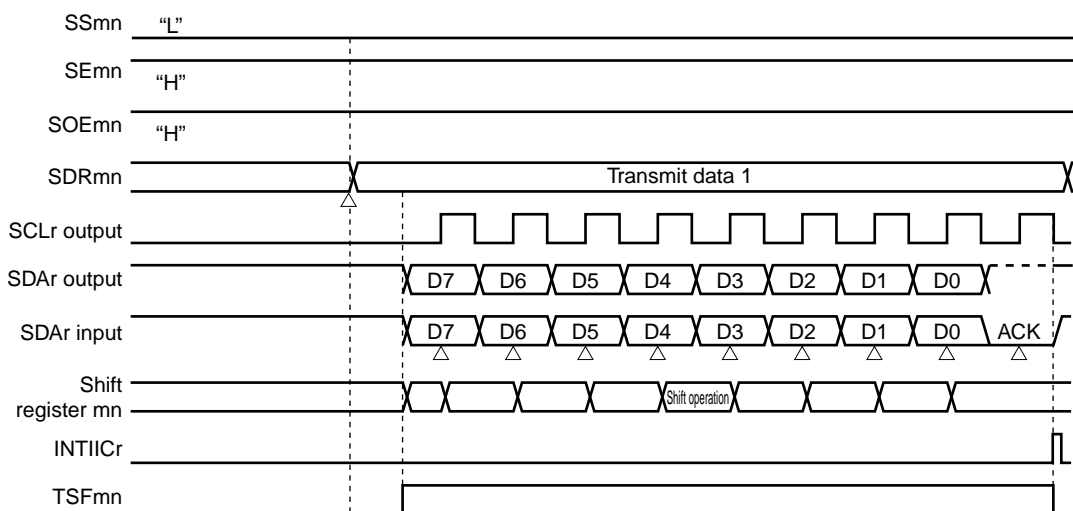 SSmn “L”
SEmn
“H”
SOEmn “H”
SDRmn Transmit data 1
SCLr output
SDAr output D7 D6 D5 D4 D3 D2 D1 D0
SDAr input D7 D6 D5 D4 D3 D2 D1 D0 ACK
Shift
register mn Shift operation
INTIICr
TSFmn